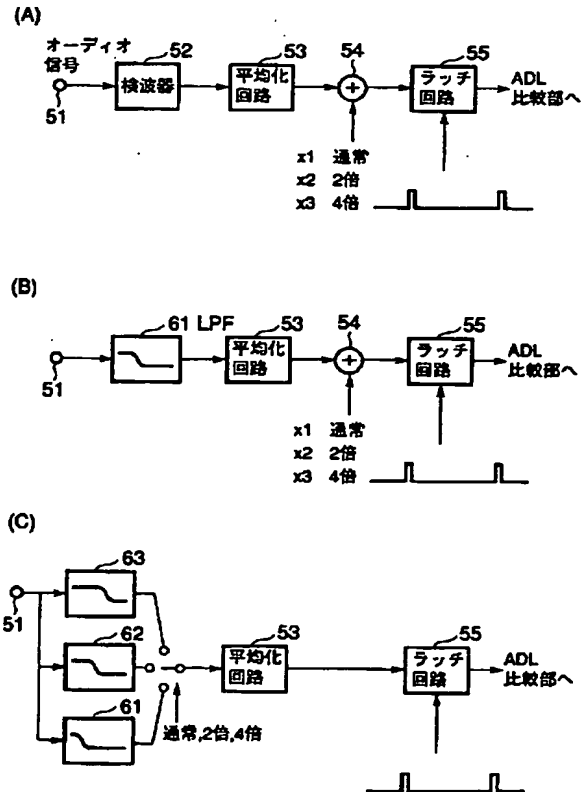 (A)
オーディオ
信号
51
52
検波器
53
平均化
回路
54
+
55
ラッチ
回路
ADL
比較部へ
x1 通常
x2 2倍
x3 4倍
(B)
51
61 LPF
53
平均化
回路
54
+
55
ラッチ
回路
ADL
比較部へ
x1 通常
x2 2倍
x3 4倍
(C)
51
63
62
61
通常,2倍,4倍
53
平均化
回路
55
ラッチ
回路
ADL
比較部へ